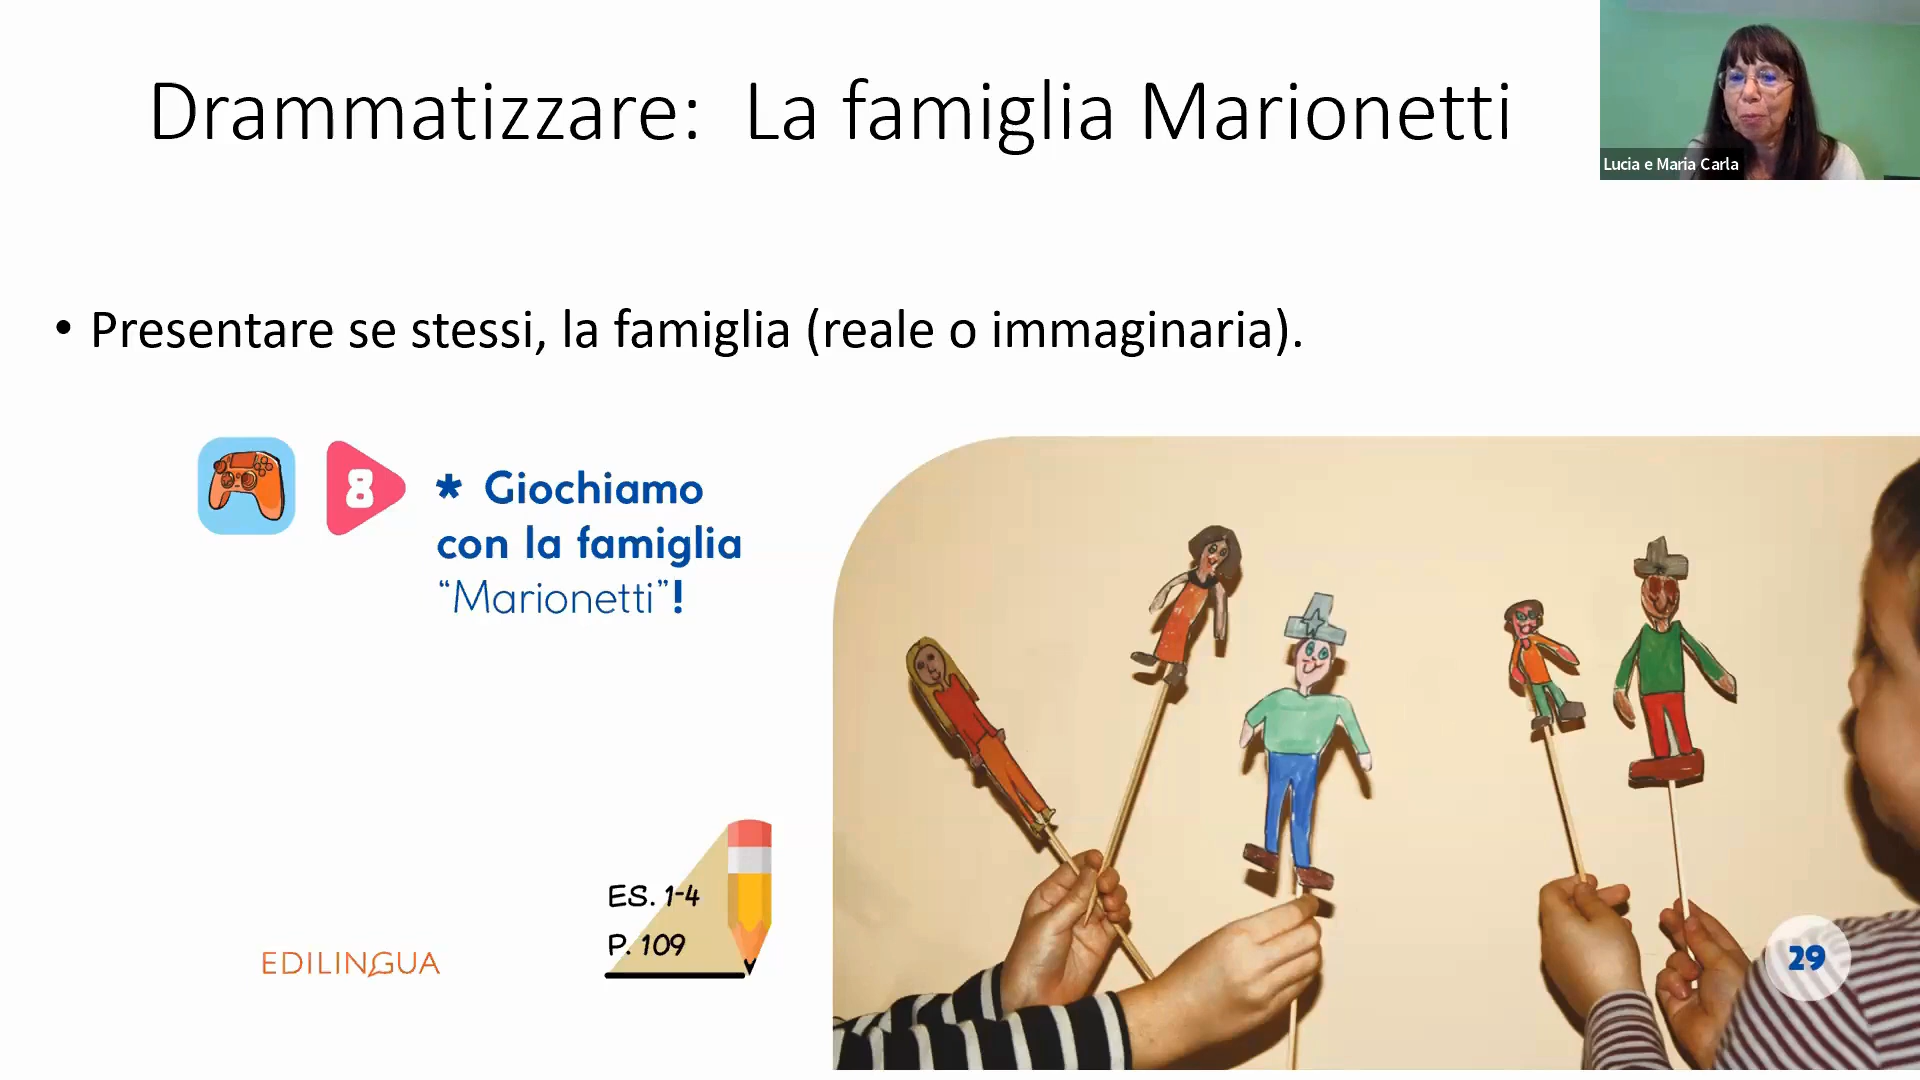 Drammatizzare: La famiglia Marionetti
Lucia e Maria Carla
• Presentare se stessi, la famiglia (reale o immaginaria).
8
* Giochiamo
con la famiglia
“Marionetti”!
ES. 1-4
P. 109
EDILINGUA
29